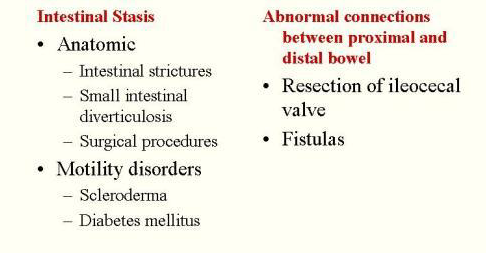 Intestinal Stasis
• Anatomic
– Intestinal strictures
– Small intestinal
diverticulosis
– Surgical procedures
• Motility disorders
– Scleroderma
– Diabetes mellitus
Abnormal connections
between proximal and
distal bowel
• Resection of ileocecal
valve
• Fistulas